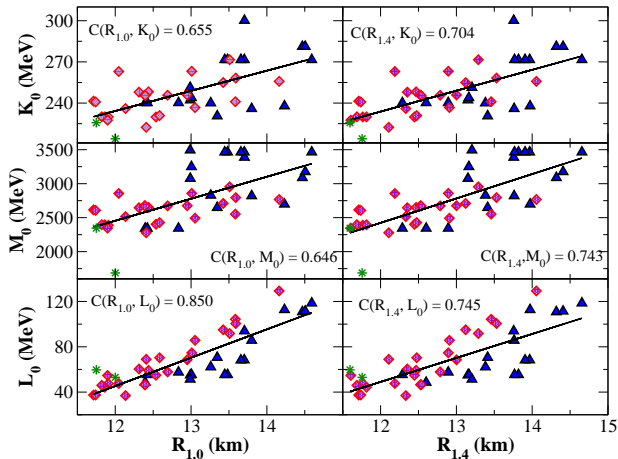 300
270
240
K₀ (MeV)
C(R₁.₀, K₀) = 0.655
C(R₁.₄, K₀) = 0.704
3500
3000
2500
2000
M₀ (MeV)
C(R₁.₀, M₀) = 0.646
C(R₁.₄,M₀) = 0.743
120
80
40
L₀ (MeV)
C(R₁.₀, L₀) = 0.850
C(R₁.₄, L₀) = 0.745
12 13 14 12 13 14 15
R₁.₀ (km) R₁.₄ (km)